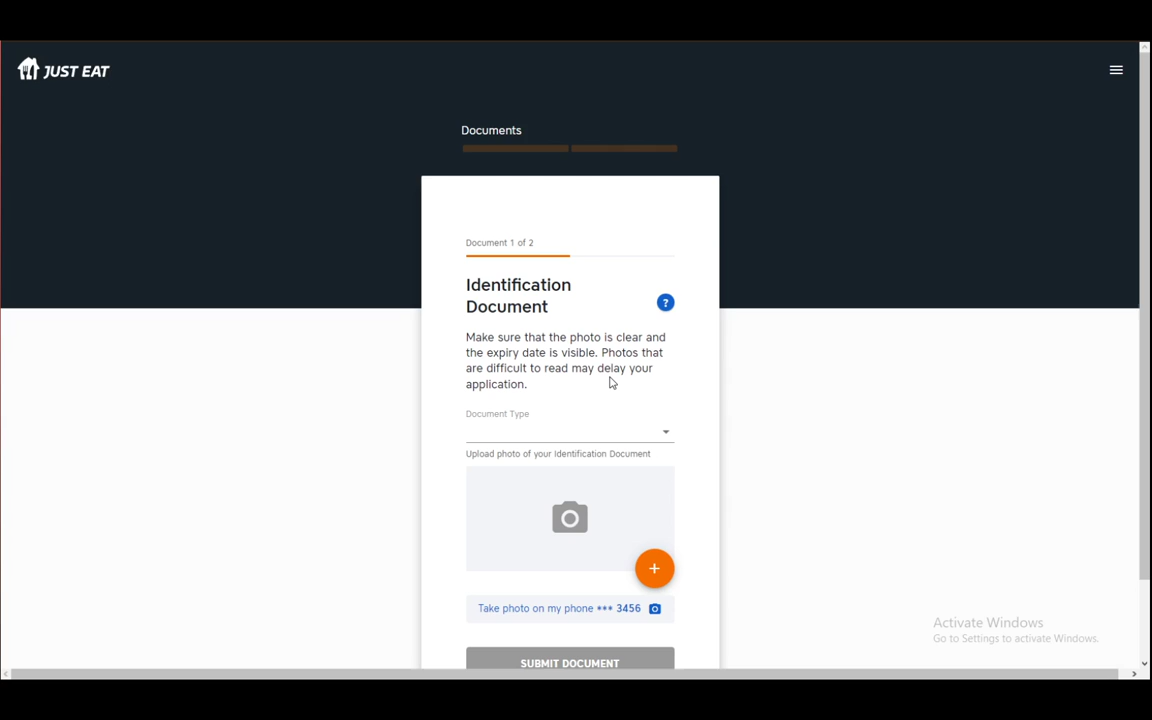 JUST EAT
Documents
Document 1 of 2
Identification
Document
?
Make sure that the photo is clear and
the expiry date is visible. Photos that
are difficult to read may delay your
application.
Document Type
Upload photo of your Identification Document
+
Take photo on my phone *** 3456
SUBMIT DOCUMENT
Activate Windows
Go to Settings to activate Windows.